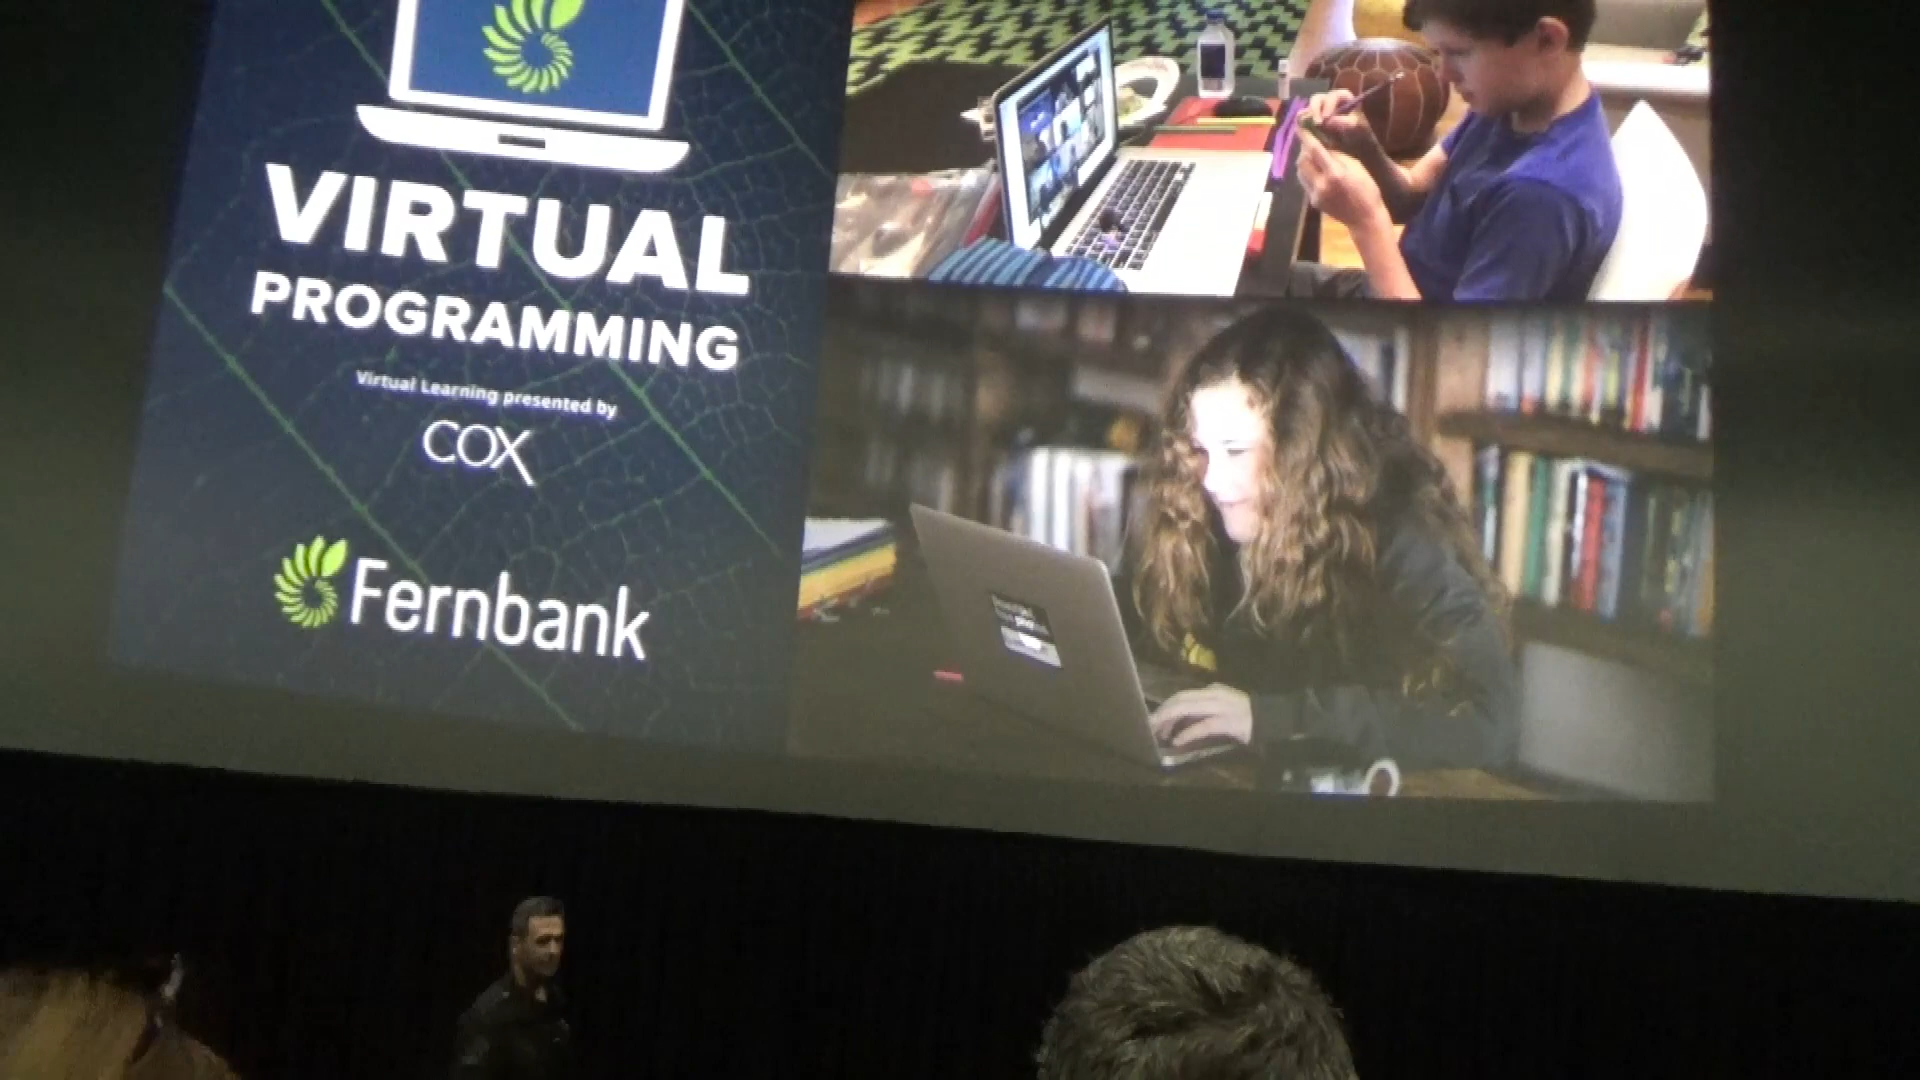 VIRTUAL
PROGRAMMING
Virtual Learning presented by
COX
Fernbank